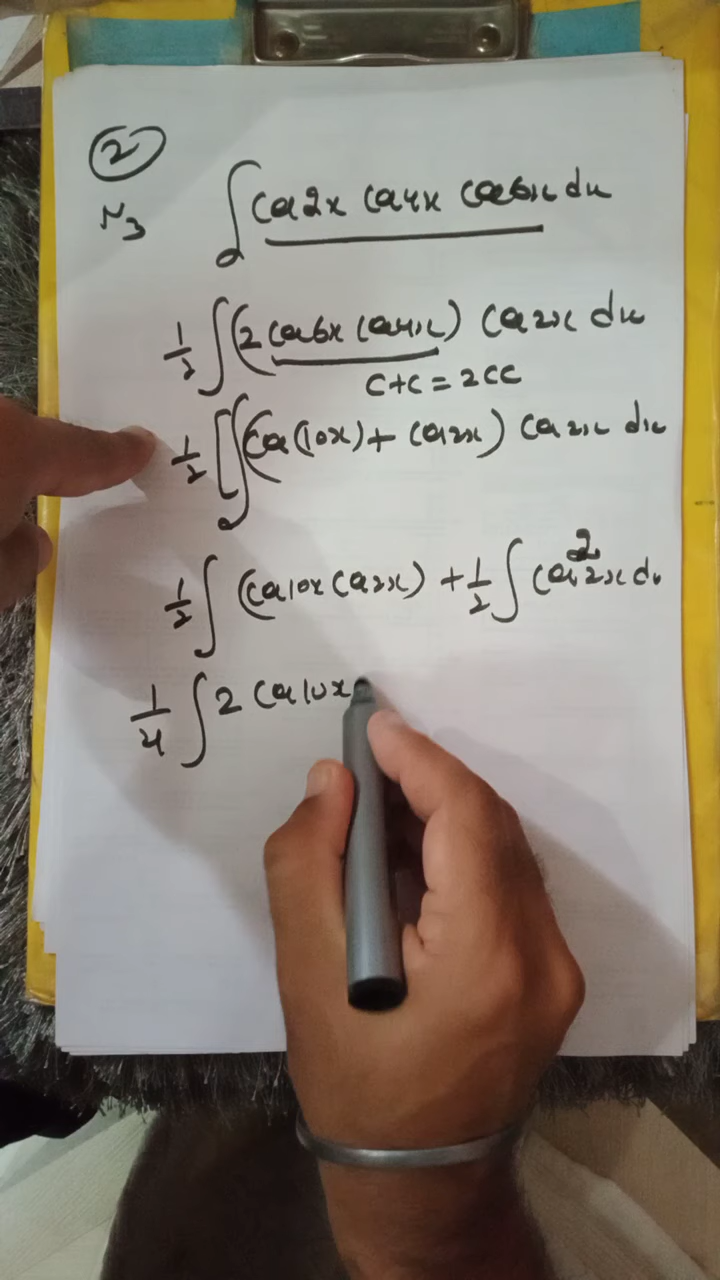 ②
N3 ∫ cos2x cos4x cos6x dx
1/2 ∫ (2 cos6x cos4x) cos2x dx
C+C = 2CC
1/2 [∫ (cos(10x) + cos2x) cos2x dx
1/2 ∫ (cos10x cos2x) + 1/2 ∫ cos²2x dx
1/4 ∫ 2 cos10x